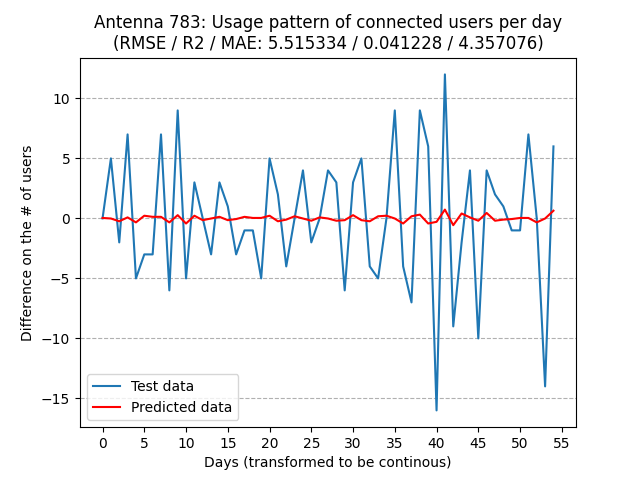 Antenna 783: Usage pattern of connected users per day
(RMSE / R2 / MAE: 5.515334 / 0.041228 / 4.357076)
Difference on the # of users
10
5
0
−5
−10
−15
Test data
Predicted data
0 5 10 15 20 25 30 35 40 45 50 55
Days (transformed to be continous)